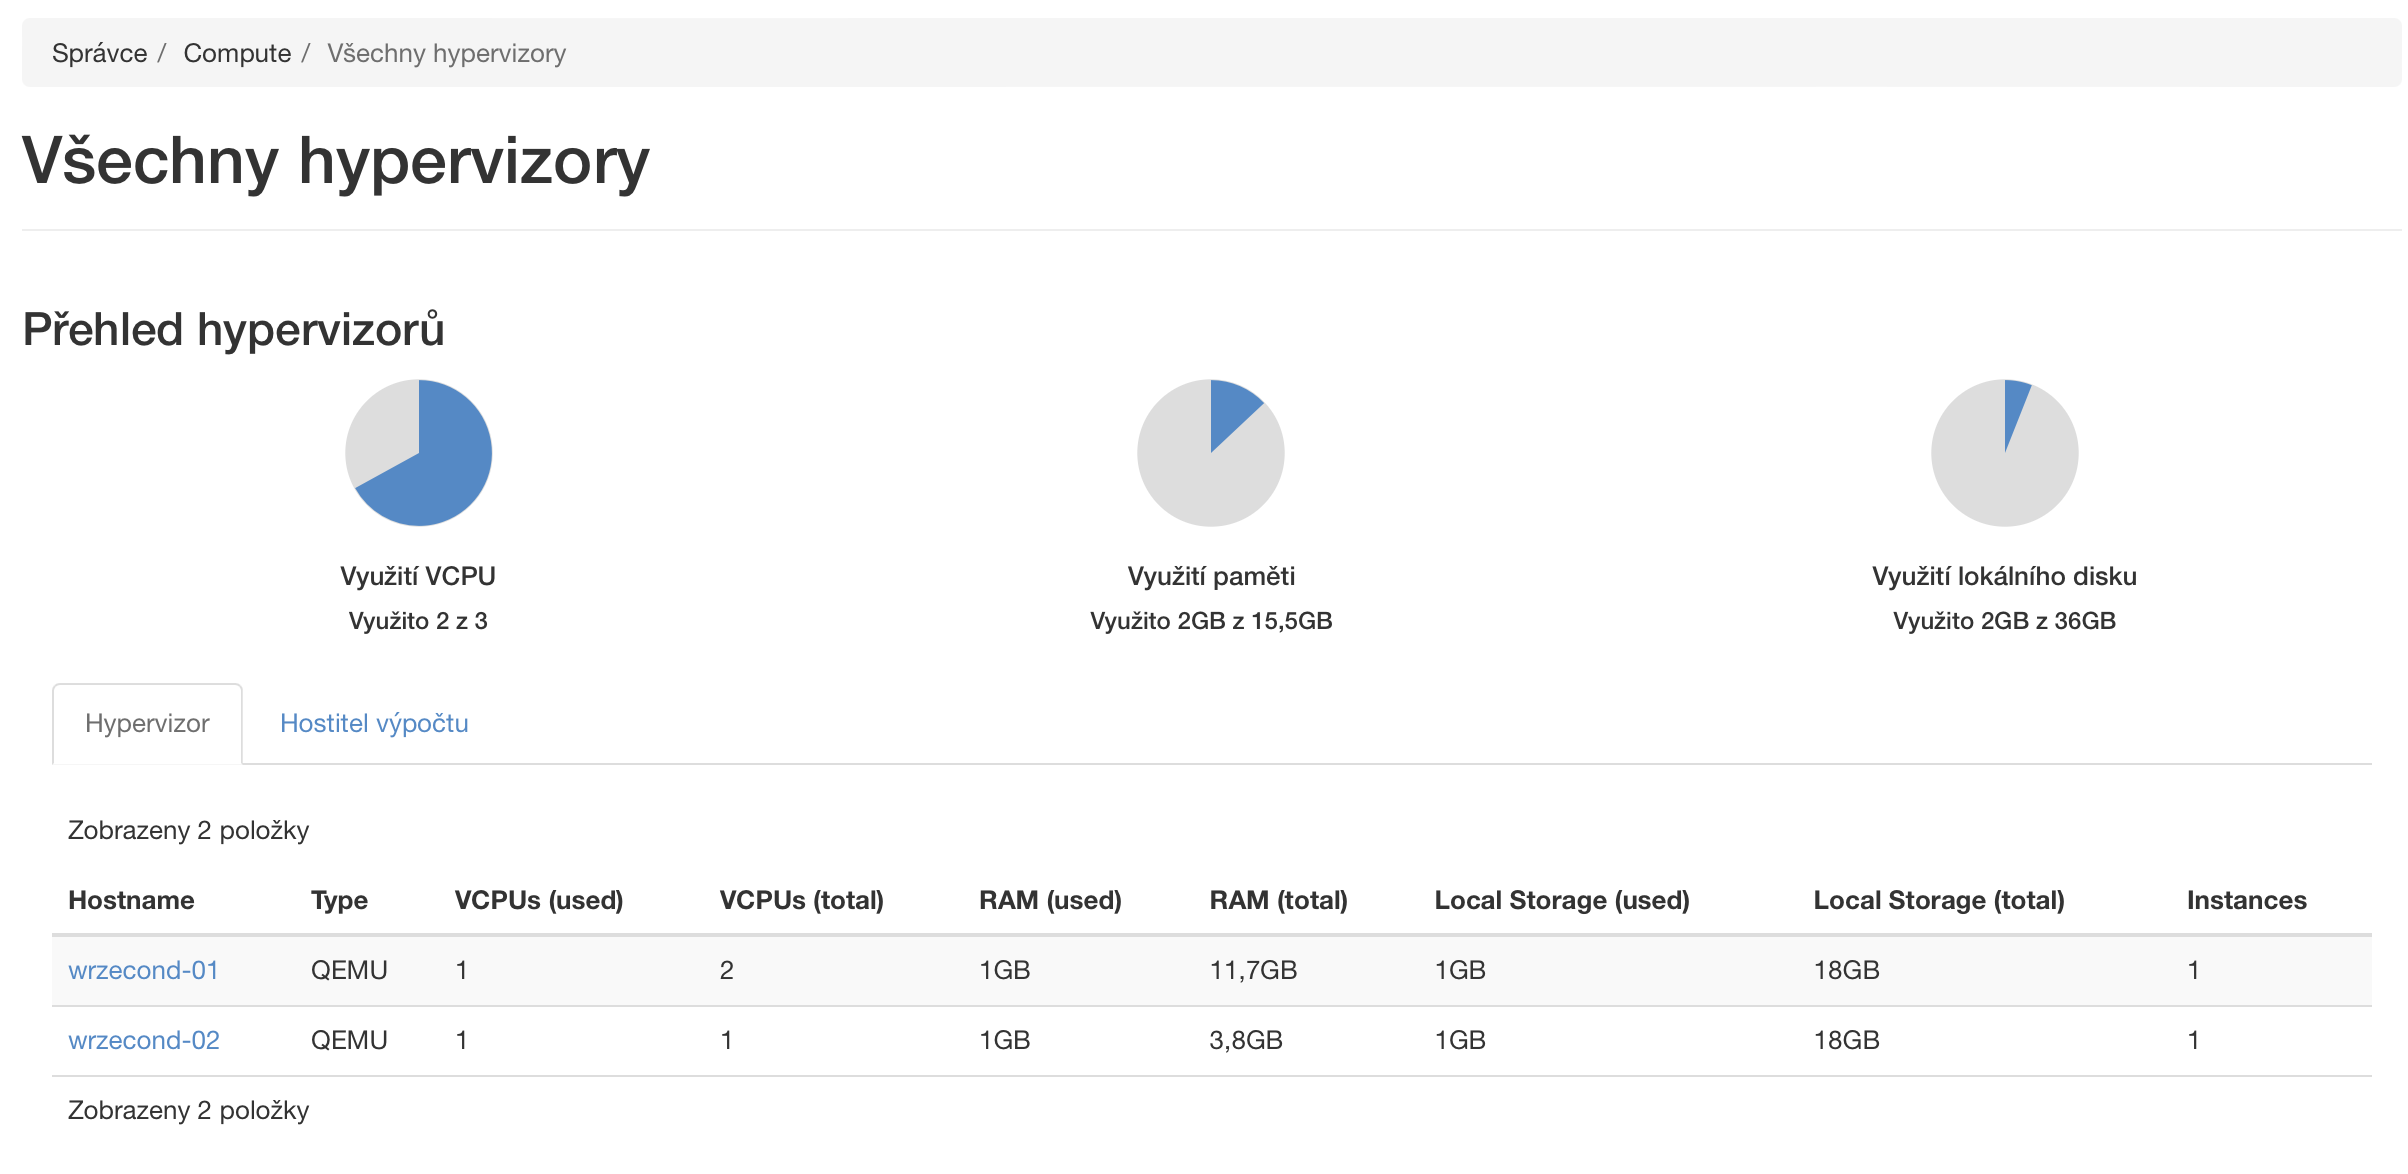 Správce / Compute / Všechny hypervizory
Všechny hypervizory
Přehled hypervizorů
Využití VCPU
Využito 2 z 3
Využití paměti
Využito 2GB z 15,5GB
Využití lokálního disku
Využito 2GB z 36GB
Hypervizor Hostitel výpočtu
Zobrazeny 2 položky
Hostname Type VCPUs (used) VCPUs (total) RAM (used) RAM (total) Local Storage (used) Local Storage (total) Instances
wrzecond-01 QEMU 1 2 1GB 11,7GB 1GB 18GB 1
wrzecond-02 QEMU 1 1 1GB 3,8GB 1GB 18GB 1
Zobrazeny 2 položky